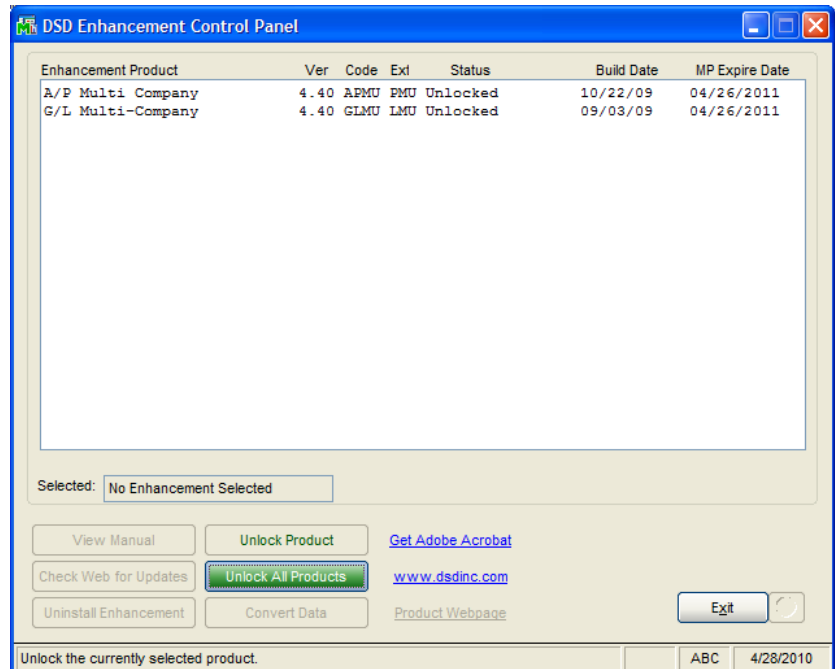 DSD Enhancement Control Panel
Enhancement Product Ver Code Ext Status Build Date MP Expire Date
A/P Multi Company 4.40 APMU PMU Unlocked 10/22/09 04/26/2011
G/L Multi-Company 4.40 GLMU LMU Unlocked 09/03/09 04/26/2011
Selected: No Enhancement Selected
View Manual Unlock Product Get Adobe Acrobat
Check Web for Updates Unlock All Products www.dsdinc.com
Uninstall Enhancement Convert Data Product Webpage Exit
Unlock the currently selected product. ABC 4/28/2010